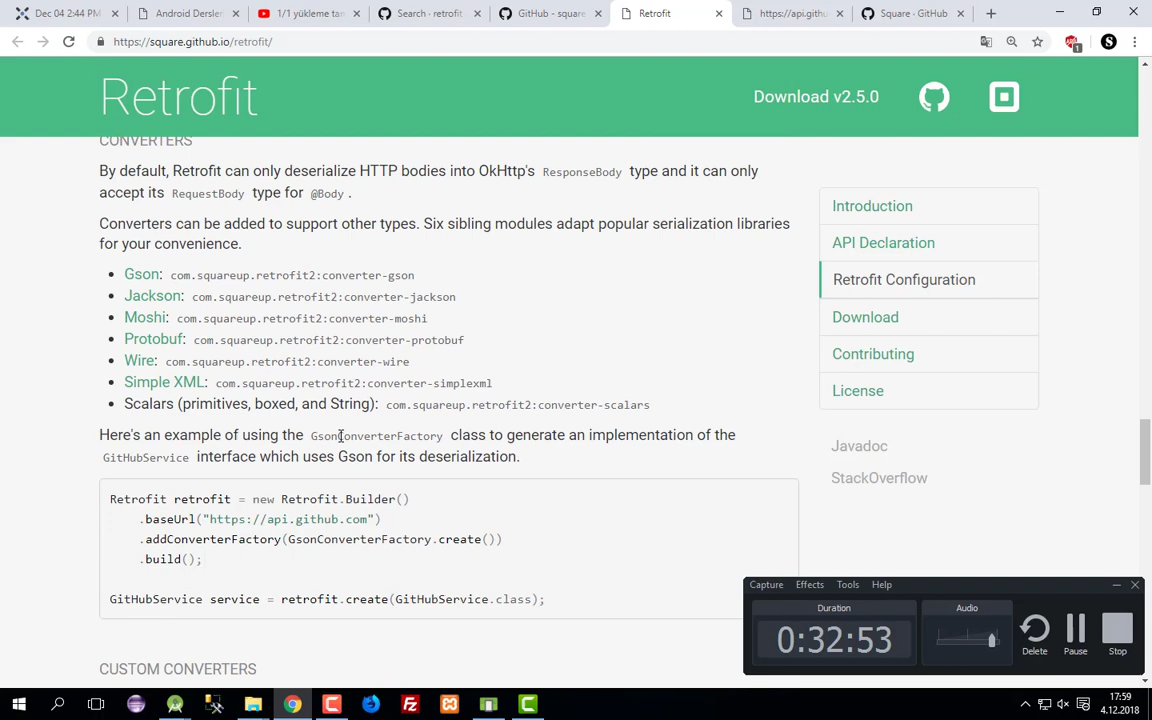 Dec 04 2:44 PM
Android Dersler
1/1 yükleme tan
Search · retrofit
GitHub - square
Retrofit
https://api.githu
Square · GitHub
https://square.github.io/retrofit/
1
S
Retrofit
Download v2.5.0
CONVERTERS
By default, Retrofit can only deserialize HTTP bodies into OkHttp's ResponseBody type and it can only
accept its RequestBody type for @Body .
Converters can be added to support other types. Six sibling modules adapt popular serialization libraries
for your convenience.
Gson: com.squareup.retrofit2:converter-gson
Jackson: com.squareup.retrofit2:converter-jackson
Moshi: com.squareup.retrofit2:converter-moshi
Protobuf: com.squareup.retrofit2:converter-protobuf
Wire: com.squareup.retrofit2:converter-wire
Simple XML: com.squareup.retrofit2:converter-simplexml
Scalars (primitives, boxed, and String): com.squareup.retrofit2:converter-scalars
Here's an example of using the GsonConverterFactory class to generate an implementation of the
GitHubService interface which uses Gson for its deserialization.
Retrofit retrofit = new Retrofit.Builder()
.baseUrl("https://api.github.com")
.addConverterFactory(GsonConverterFactory.create())
.build();
GitHubService service = retrofit.create(GitHubService.class);
CUSTOM CONVERTERS
Introduction
API Declaration
Retrofit Configuration
Download
Contributing
License
Javadoc
StackOverflow
Capture Effects Tools Help
Duration
0:32:53
Audio
Delete
Pause
Stop
17:59
4.12.2018